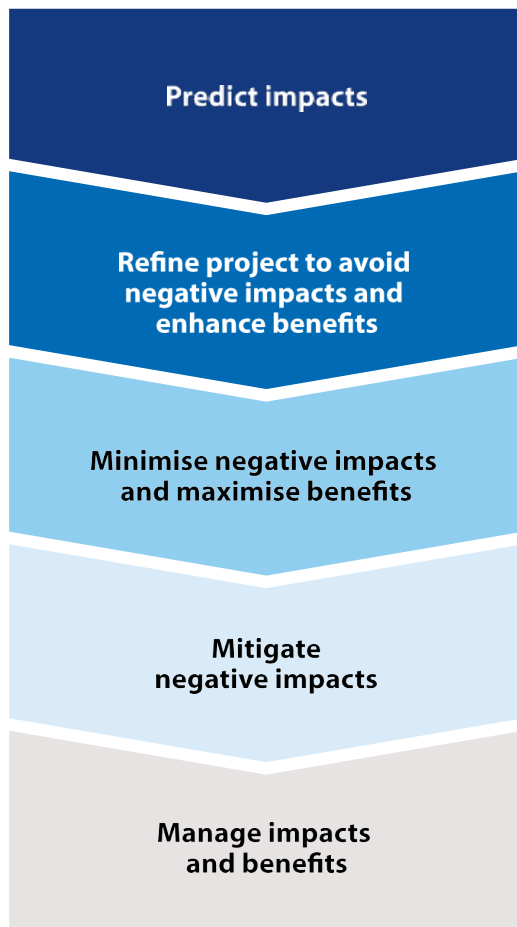 Predict impacts
Refine project to avoid
negative impacts and
enhance benefits
Minimise negative impacts
and maximise benefits
Mitigate
negative impacts
Manage impacts
and benefits